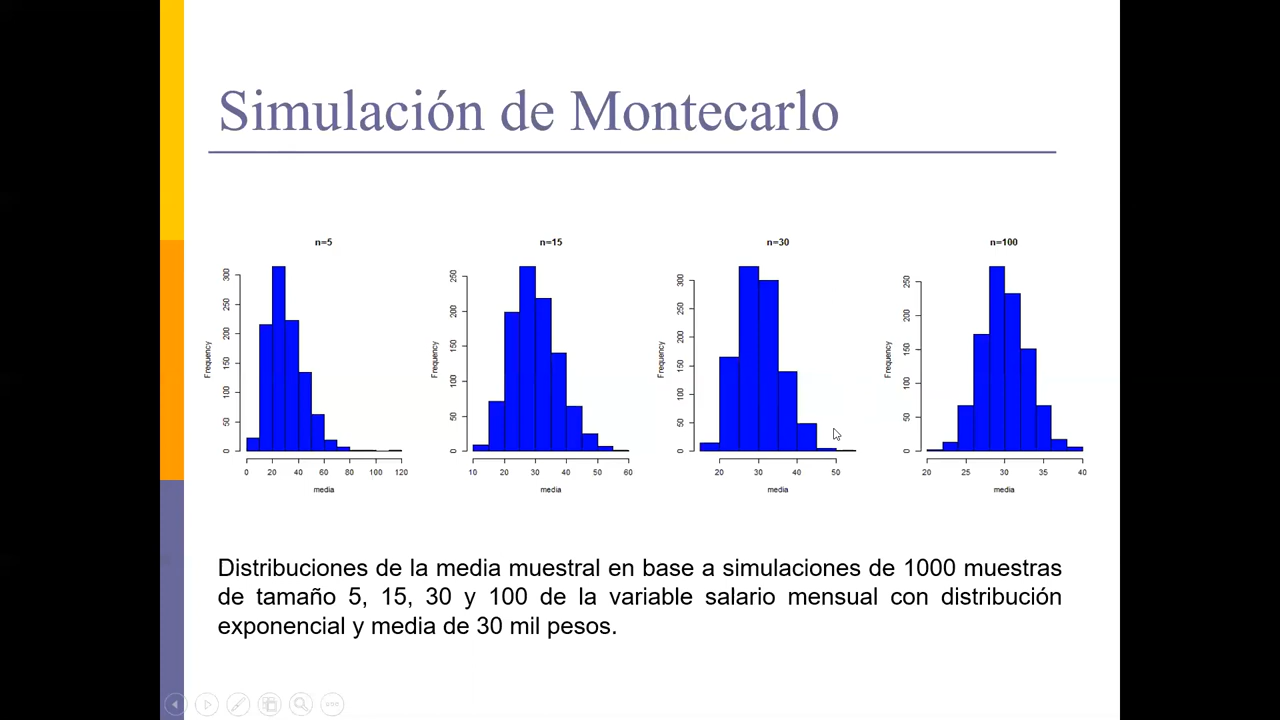 Simulación de Montecarlo
n=5
Frequency
0 50 100 150 200 250 300
0 20 40 60 80 100 120
media
n=15
Frequency
0 50 100 150 200 250
10 20 30 40 50 60
media
n=30
Frequency
0 50 100 150 200 250 300
20 30 40 50
media
n=100
Frequency
0 50 100 150 200 250
20 25 30 35 40
media
Distribuciones de la media muestral en base a simulaciones de 1000 muestras
de tamaño 5, 15, 30 y 100 de la variable salario mensual con distribución
exponencial y media de 30 mil pesos.